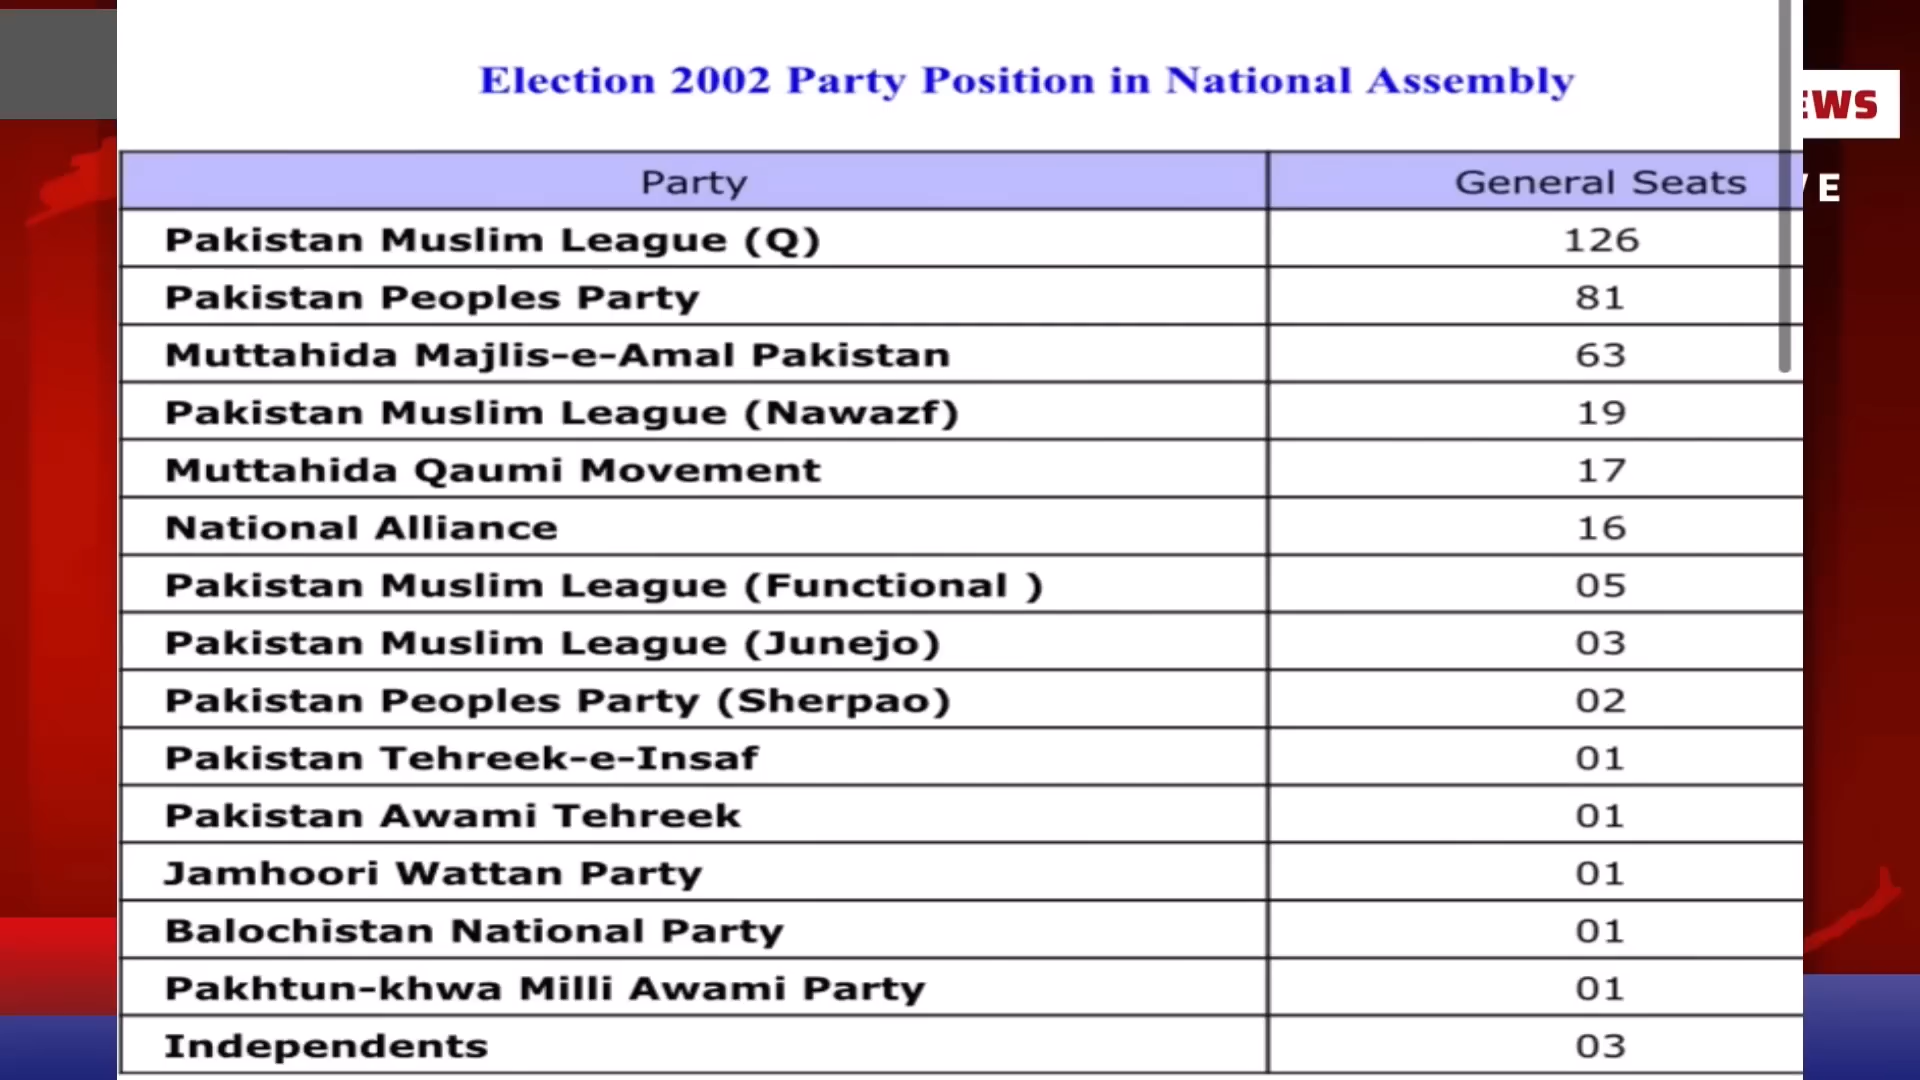 Election 2002 Party Position in National Assembly
EWS
Party General Seats
VE
Pakistan Muslim League (Q) 126
Pakistan Peoples Party 81
Muttahida Majlis-e-Amal Pakistan 63
Pakistan Muslim League (Nawazf) 19
Muttahida Qaumi Movement 17
National Alliance 16
Pakistan Muslim League (Functional ) 05
Pakistan Muslim League (Junejo) 03
Pakistan Peoples Party (Sherpao) 02
Pakistan Tehreek-e-Insaf 01
Pakistan Awami Tehreek 01
Jamhoori Wattan Party 01
Balochistan National Party 01
Pakhtun-khwa Milli Awami Party 01
Independents 03